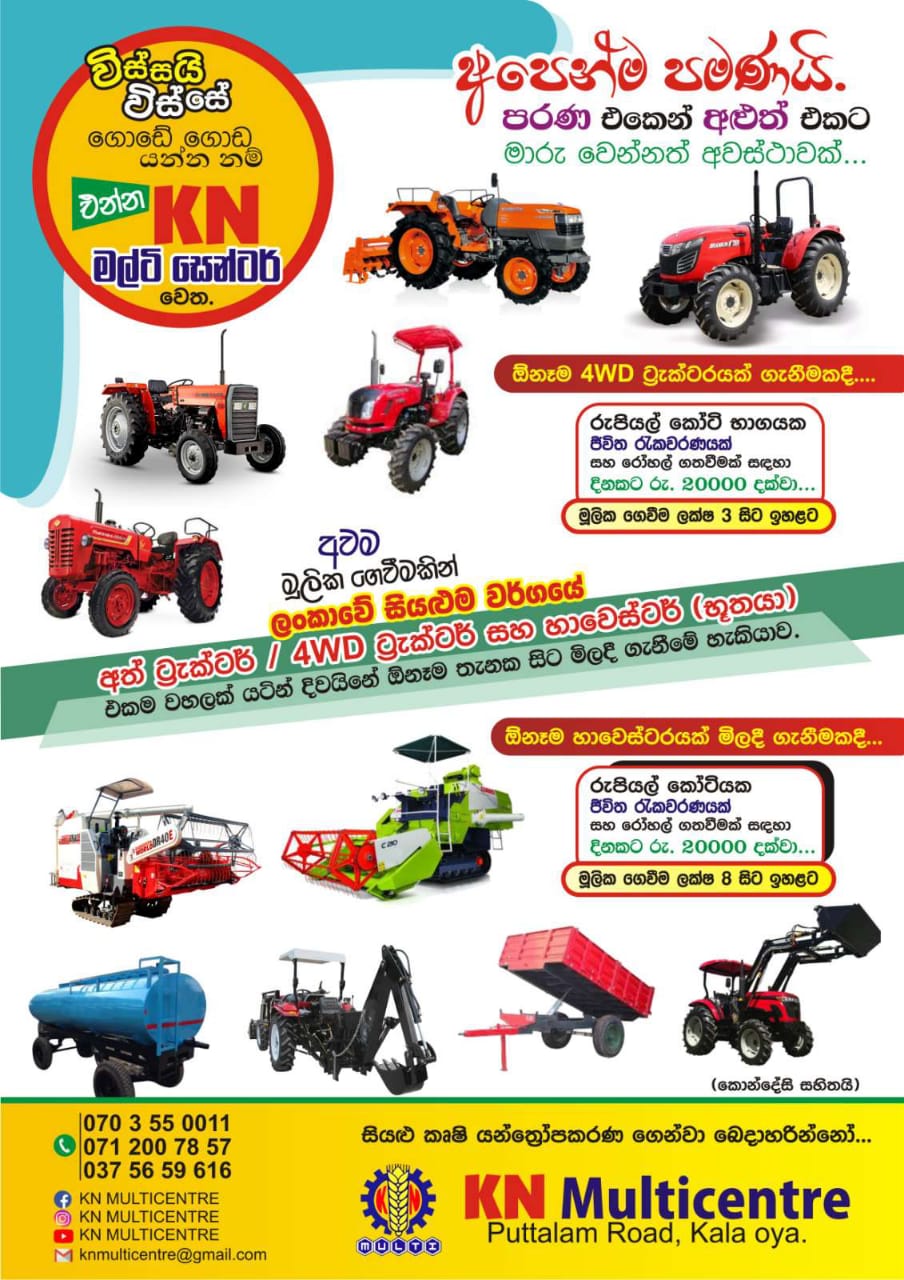 විස්සයි
විස්සේ
ගොඩේ ගොඩ
යන්න නම්
එන්න KN
මල්ටි සෙන්ටර්
වෙත.
අපෙන්ම පමණයි.
පරණ එකෙන් අළුත් එකට
මාරු වෙන්නත් අවස්ථාවක්...
ඕනෑම 4WD ට්‍රැක්ටරයක් ගැනීමකදී....
රුපියල් කෝටි භාගයක
ජීවිත රැකවරණයක්
සහ රෝහල් ගතවීමක් සඳහා
දිනකට රු. 20000 දක්වා...
මූලික ගෙවීම ලක්ෂ 3 සිට ඉහළට
අවම
මූලික ගෙවීමකින්
ලංකාවේ සියළුම වර්ගයේ
අත් ට්‍රැක්ටර් / 4WD ට්‍රැක්ටර් සහ හාවෙස්ටර් (භූතයා)
එකම වහලක් යටින් දිවයිනේ ඕනෑම තැනක සිට මිලදී ගැනීමේ හැකියාව.
ඕනෑම හාවෙස්ටරයක් මිලදී ගැනීමකදී...
රුපියල් කෝටියක
ජීවිත රැකවරණයක්
සහ රෝහල් ගතවීමක් සඳහා
දිනකට රු. 20000 දක්වා...
මූලික ගෙවීම ලක්ෂ 8 සිට ඉහළට
WORLD DR40E
C 210
(කොන්දේසි සහිතයි)
070 3 55 0011
071 200 78 57
037 56 59 616
KN MULTICENTRE
KN MULTICENTRE
KN MULTICENTRE
knmulticentre@gmail.com
සියළු කෘෂි යන්ත්‍රෝපකරණ ගෙන්වා බෙදාහරින්නෝ...
KN
MULTI
KN Multicentre
Puttalam Road, Kala oya.